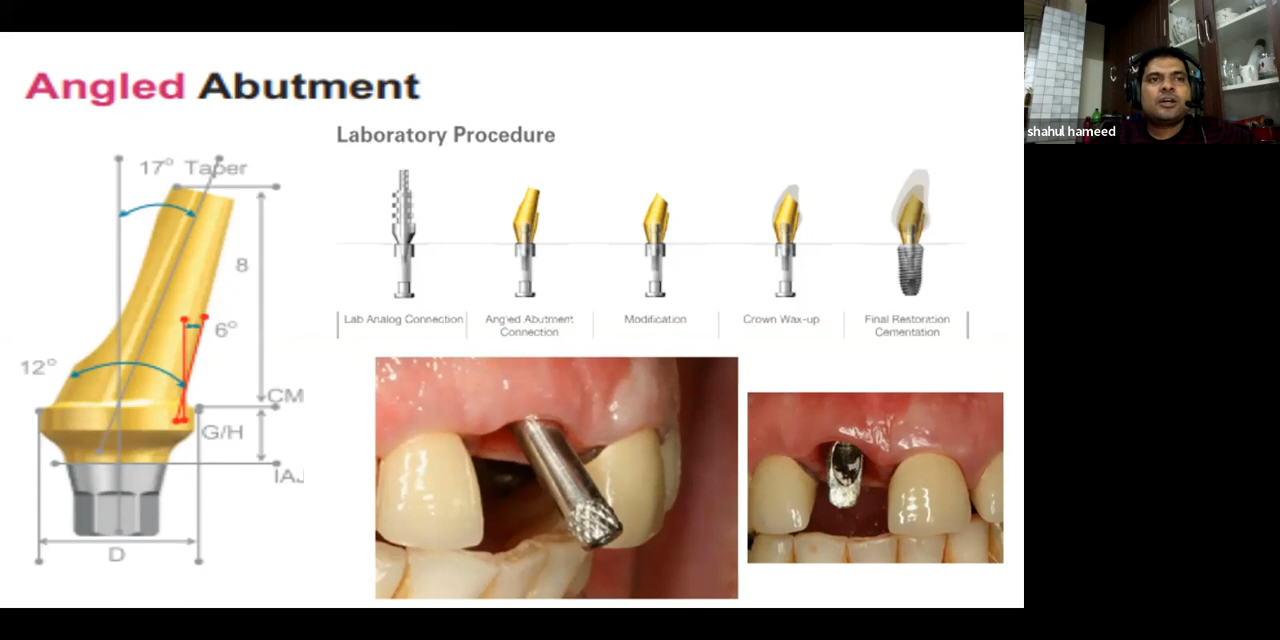 Angled Abutment
Laboratory Procedure
17° Taper
8
6°
12°
CM
G/H
IAJ
D
Lab Analog Connection
Angled Abutment
Connection
Modification
Crown Wax-up
Final Restoration
Cementation
shahul hameed